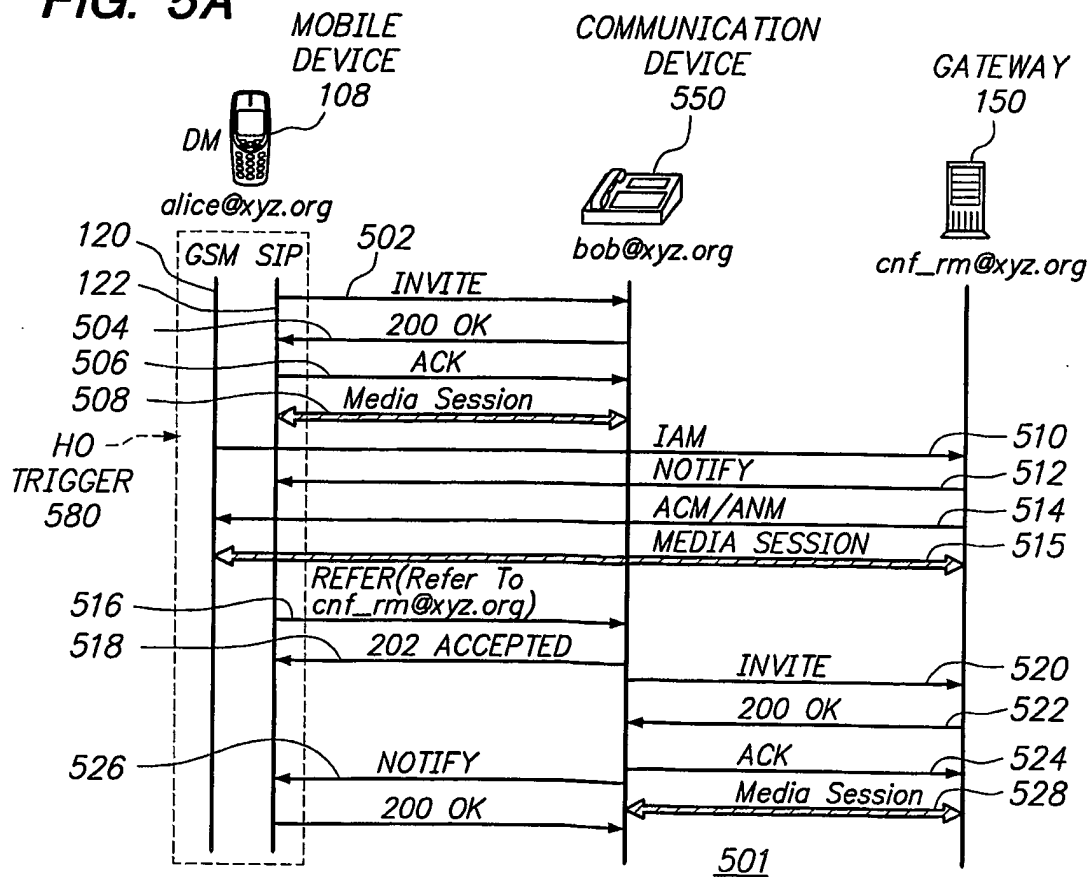 FIG. 5A
MOBILE
DEVICE
108
COMMUNICATION
DEVICE
550
GATEWAY
150
DM
alice@xyz.org
bob@xyz.org
cnf_rm@xyz.org
120
GSM SIP
502
INVITE
122
504
200 OK
506
ACK
508
Media Session
HO
TRIGGER
580
IAM
510
NOTIFY
512
ACM/ANM
514
MEDIA SESSION
515
REFER(Refer To
cnf_rm@xyz.org)
516
518
202 ACCEPTED
INVITE
520
200 OK
522
526
NOTIFY
ACK
524
Media Session
528
200 OK
501